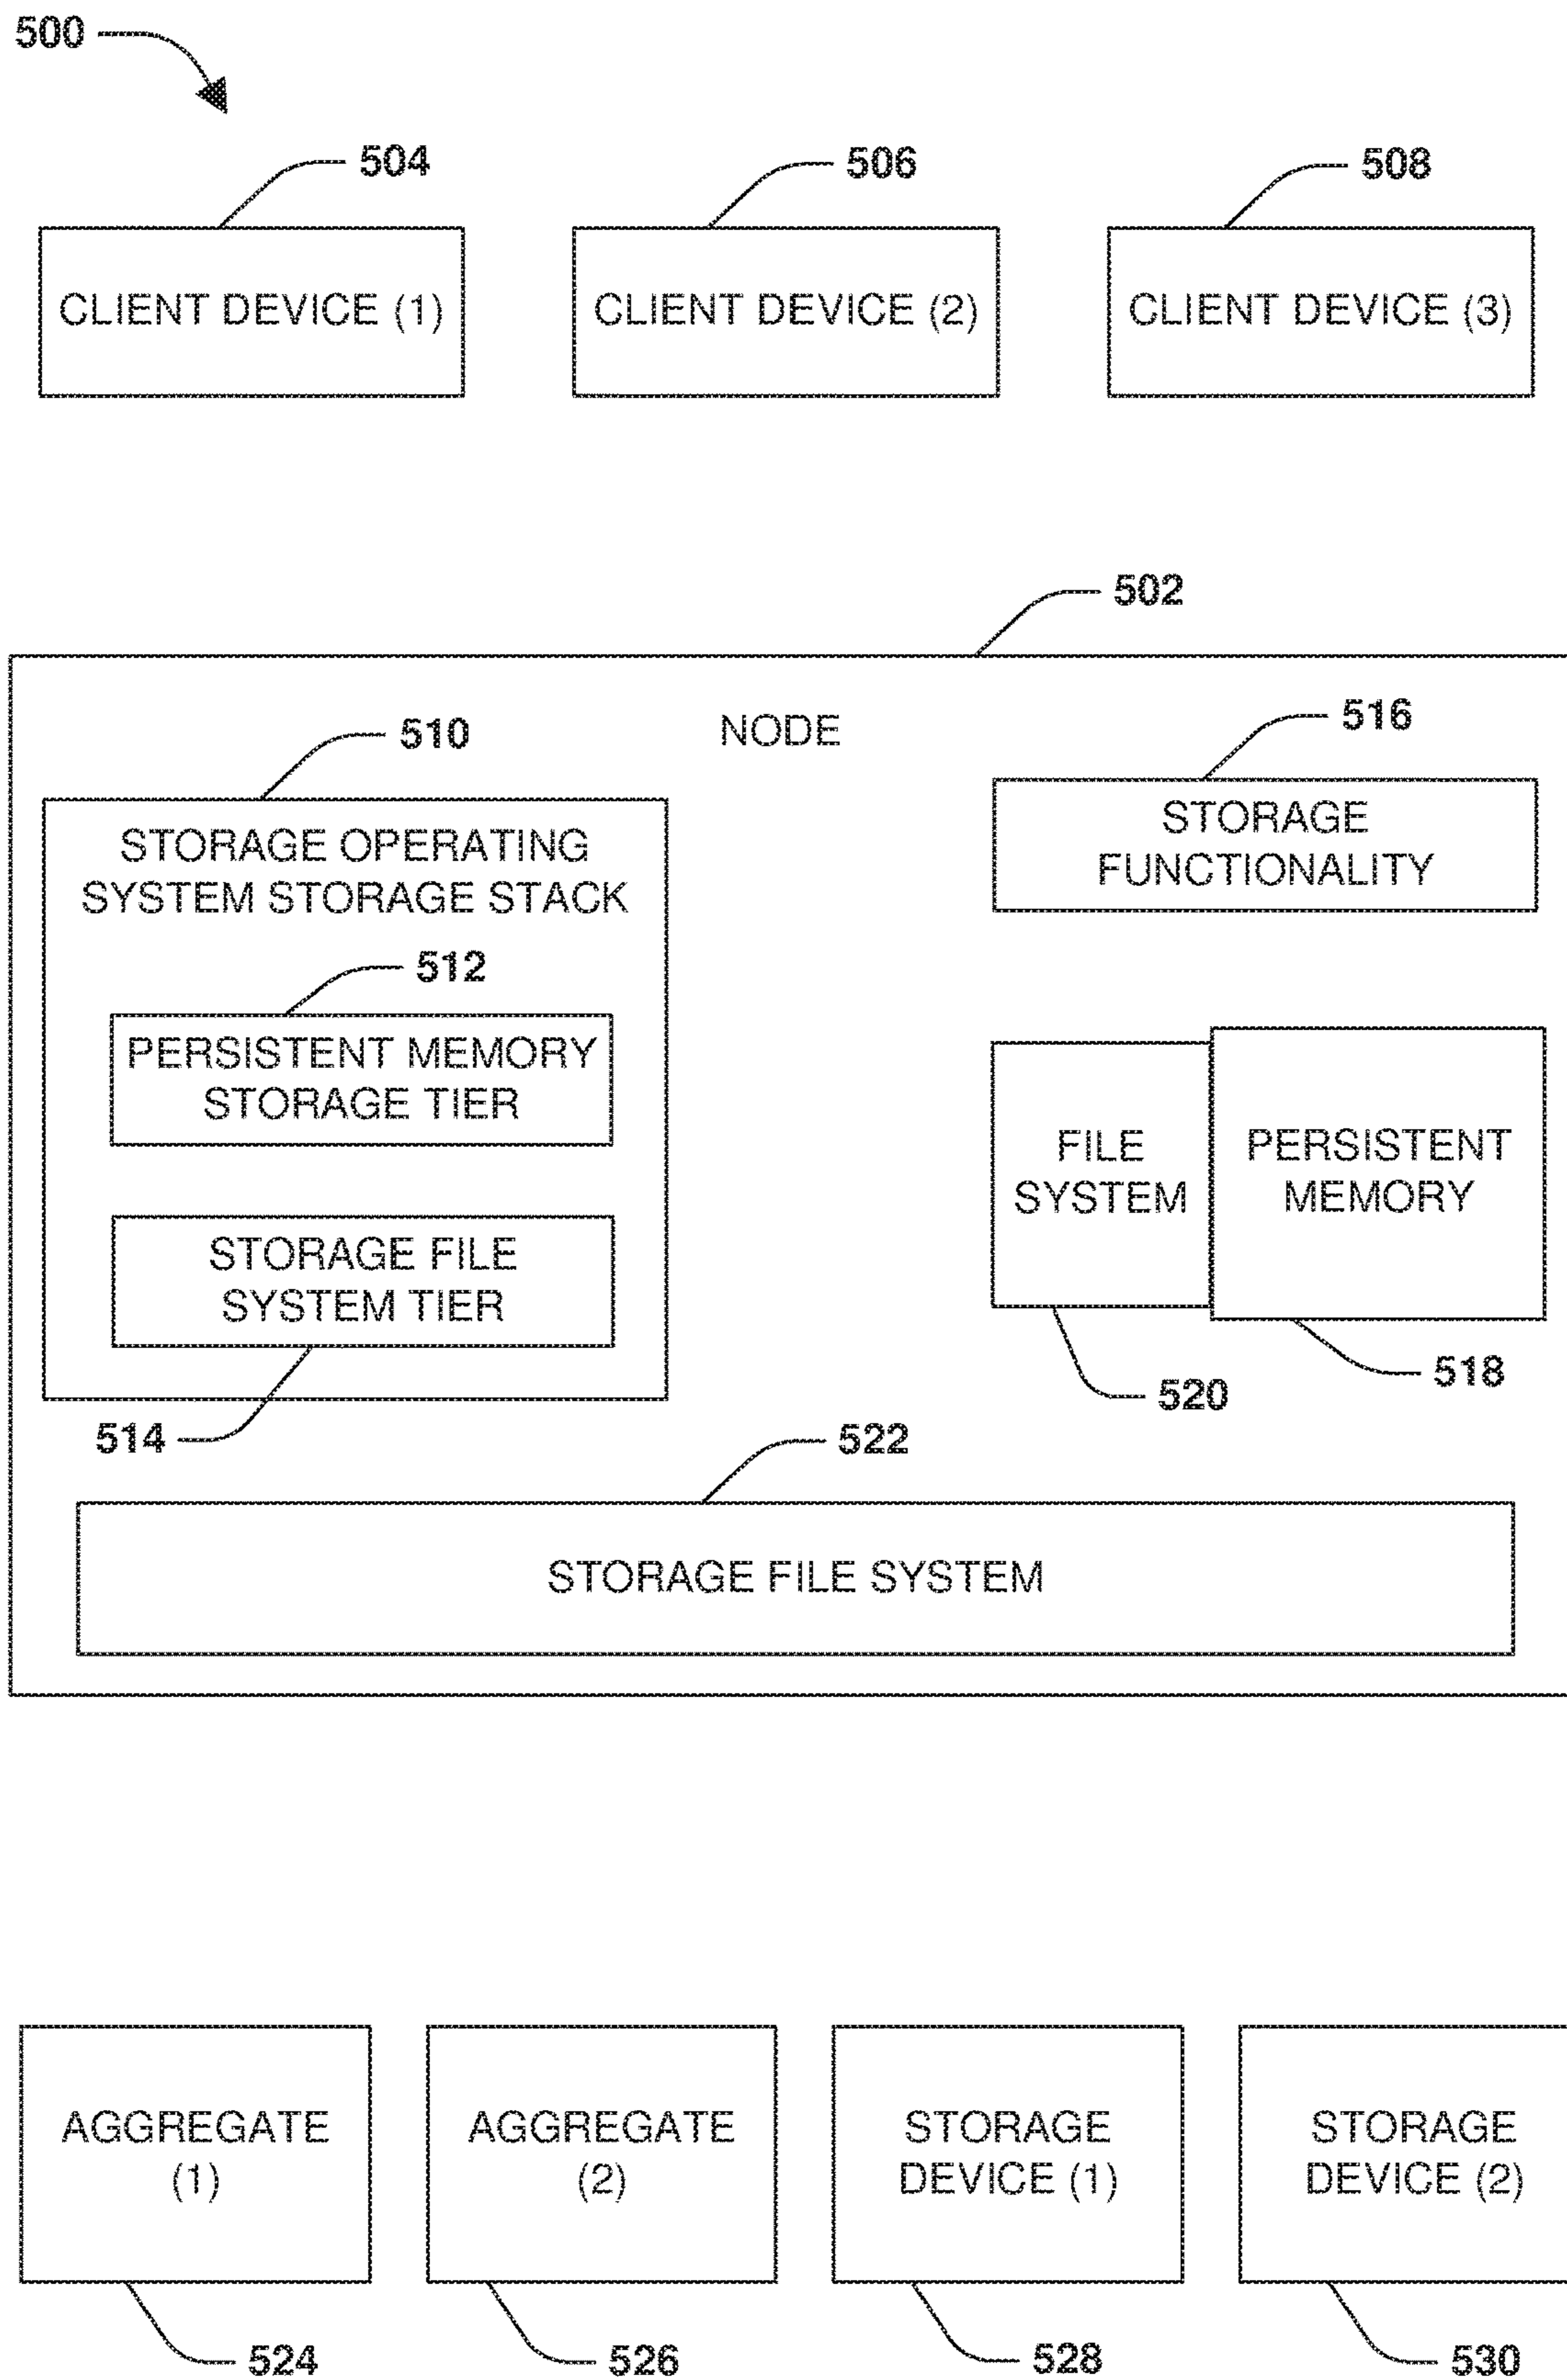 500
504
506
508
CLIENT DEVICE (1)
CLIENT DEVICE (2)
CLIENT DEVICE (3)
502
NODE
510
516
STORAGE OPERATING
SYSTEM STORAGE STACK
STORAGE
FUNCTIONALITY
512
PERSISTENT MEMORY
STORAGE TIER
FILE
SYSTEM
PERSISTENT
MEMORY
STORAGE FILE
SYSTEM TIER
518
520
514
522
STORAGE FILE SYSTEM
AGGREGATE
(1)
AGGREGATE
(2)
STORAGE
DEVICE (1)
STORAGE
DEVICE (2)
524
526
528
530